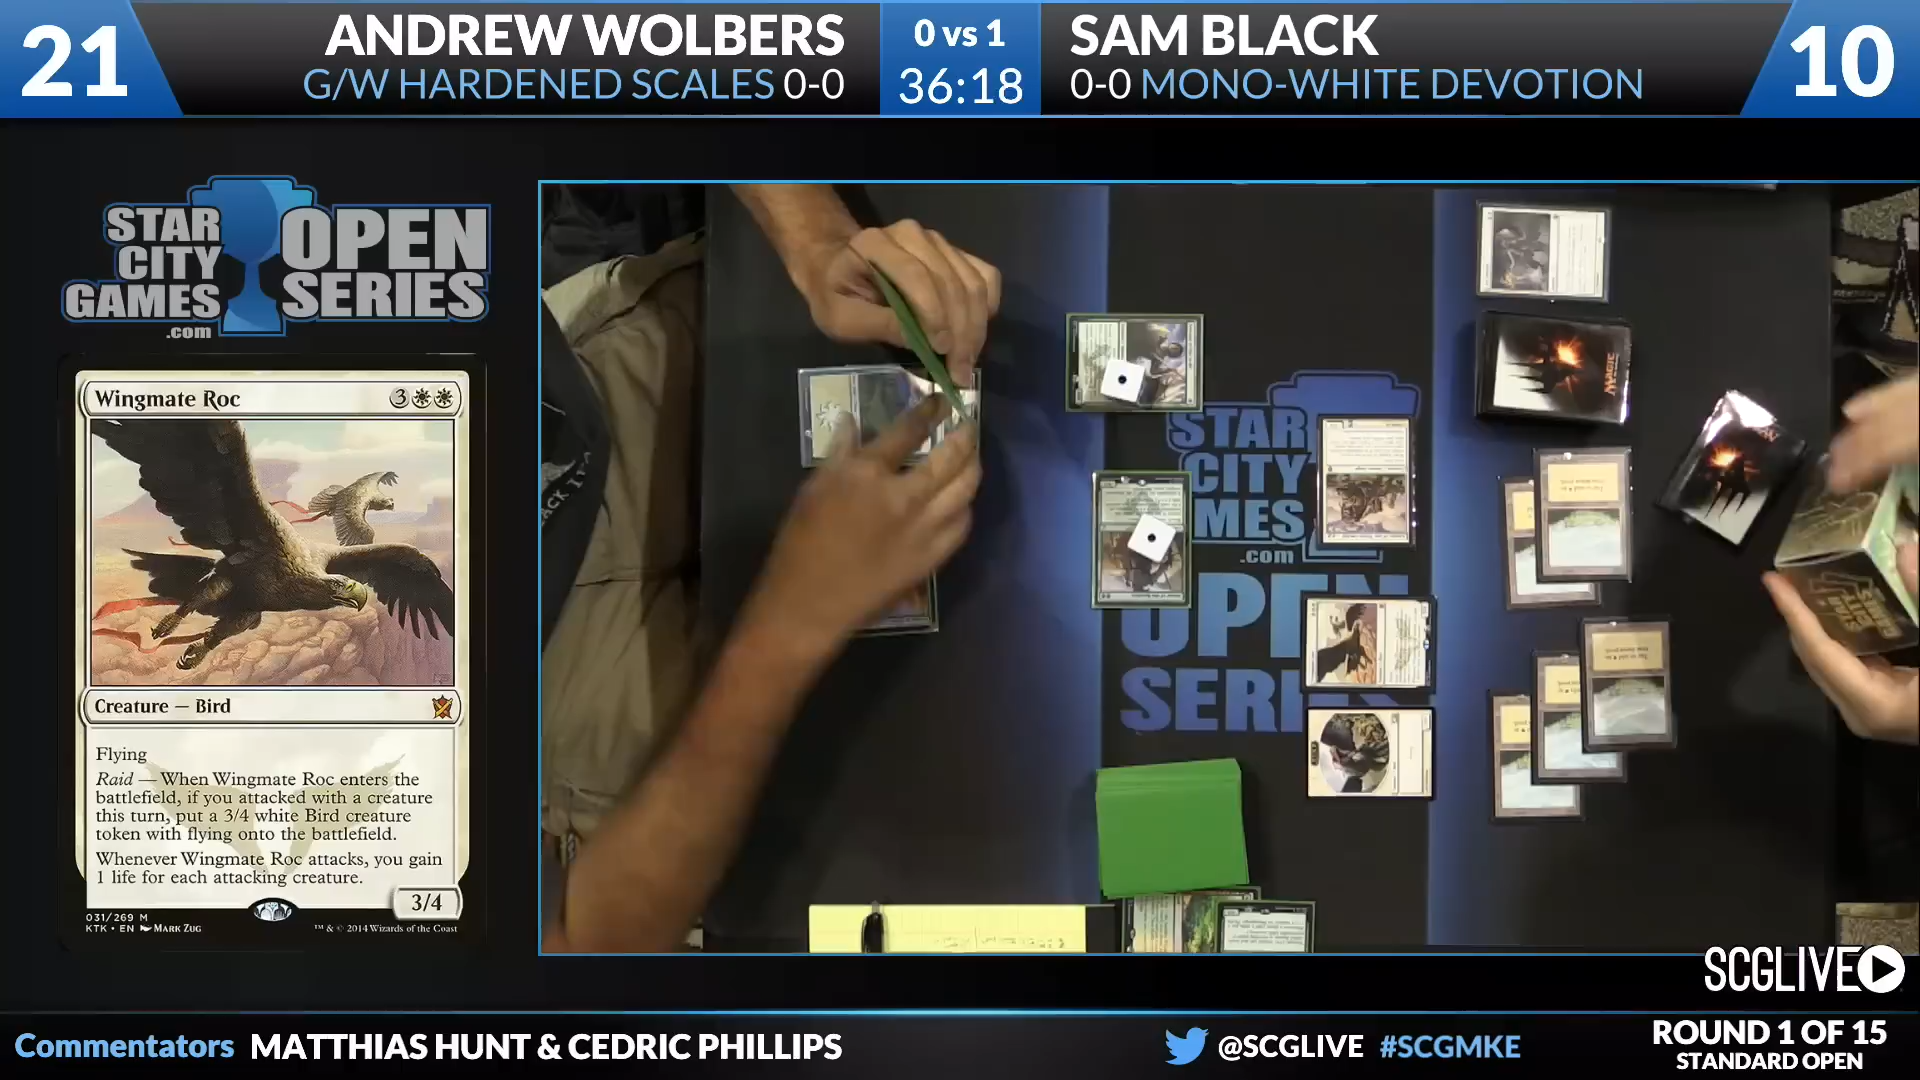 21
ANDREW WOLBERS
G/W HARDENED SCALES 0-0
0 vs 1
36:18
SAM BLACK
0-0 MONO-WHITE DEVOTION
10
STAR CITY GAMES .com OPEN SERIES
Wingmate Roc 3
Creature — Bird
Flying
Raid — When Wingmate Roc enters the
battlefield, if you attacked with a creature
this turn, put a 3/4 white Bird creature
token with flying onto the battlefield.
Whenever Wingmate Roc attacks, you gain
1 life for each attacking creature.
3/4
031/269 M
KTK • EN MARK ZUG
™ & © 2014 Wizards of the Coast
STAR
CITY
GAMES
.com
OPEN
SERIES
MAGIC
SCGLIVE
Commentators MATTHIAS HUNT & CEDRIC PHILLIPS
@SCGLIVE #SCGMKE
ROUND 1 OF 15
STANDARD OPEN